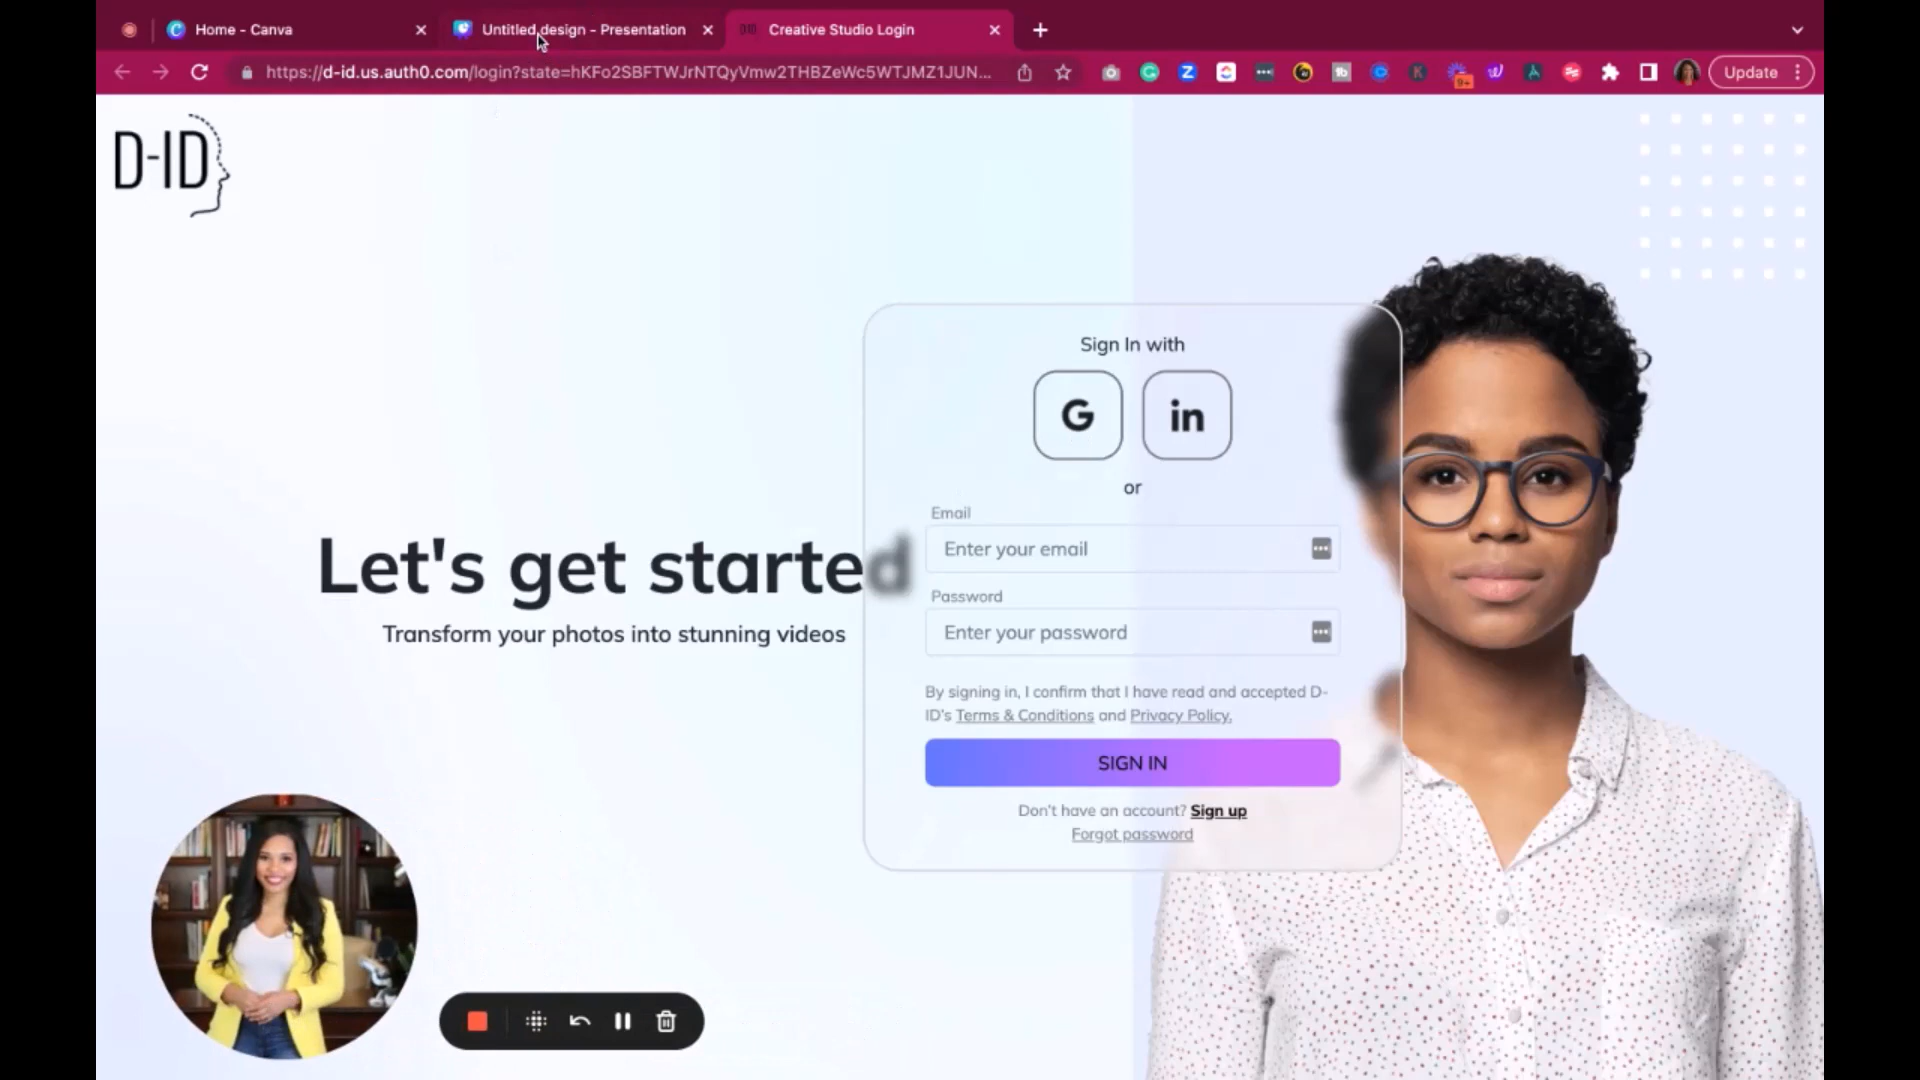 Home - Canva
Untitled design - Presentation
Creative Studio Login
https://d-id.us.auth0.com/login?state=hKFo2SBFTWJrNTQyVmw2THBZeWc5WTJMZ1JUN...
Update
9+
D-ID
Sign In with
G
in
or
Email
Enter your email
Let's get started
Password
Transform your photos into stunning videos
Enter your password
By signing in, I confirm that I have read and accepted D-
ID's Terms & Conditions and Privacy Policy.
SIGN IN
Don't have an account? Sign up
Forgot password